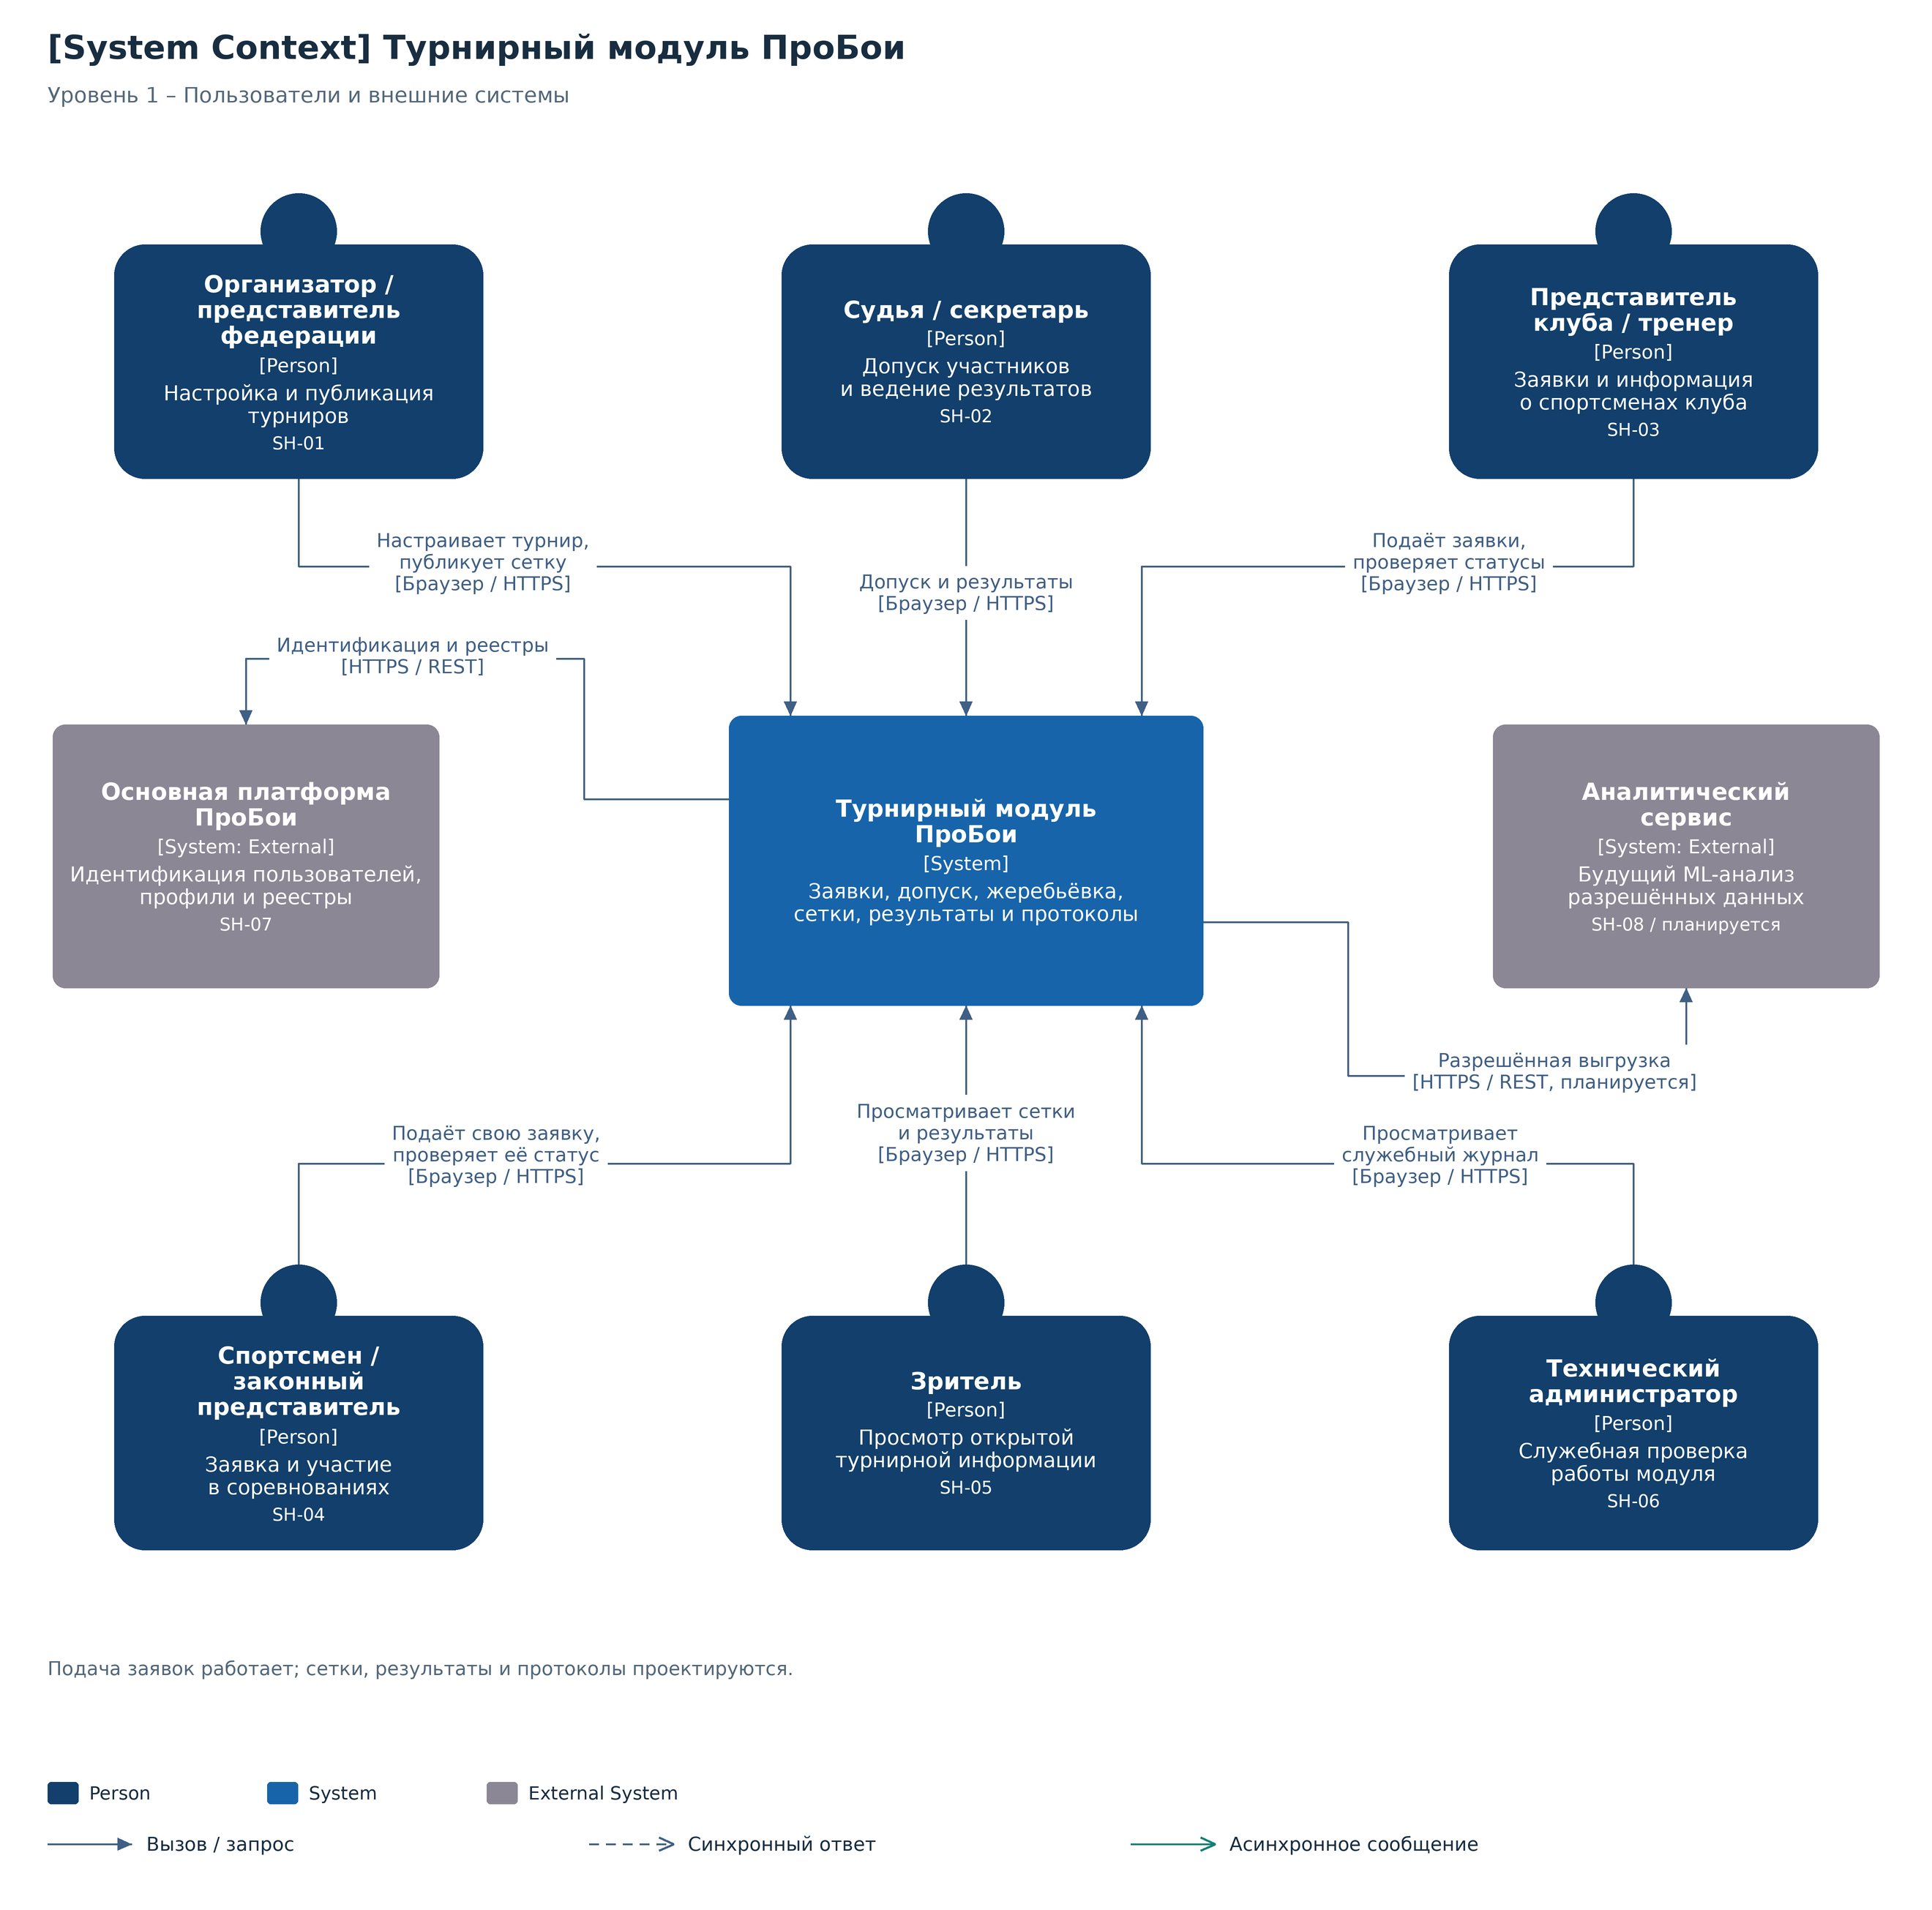 [System Context] Турнирный модуль ПроБои
Уровень 1 – Пользователи и внешние системы
Организатор /
представитель
федерации
[Person]
Настройка и публикация
турниров
SH-01
Судья / секретарь
[Person]
Допуск участников
и ведение результатов
SH-02
Представитель
клуба / тренер
[Person]
Заявки и информация
о спортсменах клуба
SH-03
Настраивает турнир,
публикует сетку
[Браузер / HTTPS]
Допуск и результаты
[Браузер / HTTPS]
Подаёт заявки,
проверяет статусы
[Браузер / HTTPS]
Идентификация и реестры
[HTTPS / REST]
Основная платформа
ПроБои
[System: External]
Идентификация пользователей,
профили и реестры
SH-07
Турнирный модуль
ПроБои
[System]
Заявки, допуск, жеребьёвка,
сетки, результаты и протоколы
Аналитический
сервис
[System: External]
Будущий ML-анализ
разрешённых данных
SH-08 / планируется
Разрешённая выгрузка
[HTTPS / REST, планируется]
Подаёт свою заявку,
проверяет её статус
[Браузер / HTTPS]
Просматривает сетки
и результаты
[Браузер / HTTPS]
Просматривает
служебный журнал
[Браузер / HTTPS]
Спортсмен /
законный
представитель
[Person]
Заявка и участие
в соревнованиях
SH-04
Зритель
[Person]
Просмотр открытой
турнирной информации
SH-05
Технический
администратор
[Person]
Служебная проверка
работы модуля
SH-06
Подача заявок работает; сетки, результаты и протоколы проектируются.
Person
System
External System
Вызов / запрос
Синхронный ответ
Асинхронное сообщение